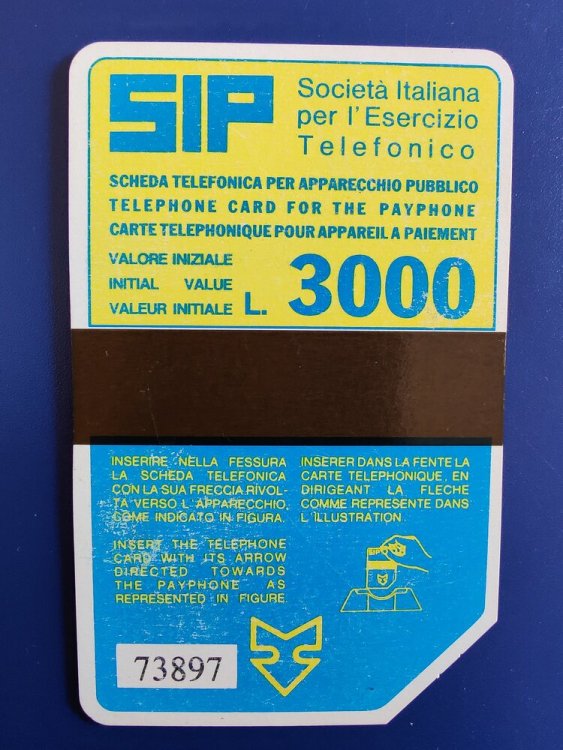 SIP
Società Italiana
per l'Esercizio
Telefonico
SCHEDA TELEFONICA PER APPARECCHIO PUBBLICO
TELEPHONE CARD FOR THE PAYPHONE
CARTE TELEPHONIQUE POUR APPAREIL A PAIEMENT
VALORE INIZIALE
INITIAL VALUE
VALEUR INITIALE L. 3000
INSERIRE NELLA FESSURA
LA SCHEDA TELEFONICA
CON LA SUA FRECCIA RIVOL-
TA VERSO L'APPARECCHIO,
COME INDICATO IN FIGURA.
INSERER DANS LA FENTE LA
CARTE TELEPHONIQUE, EN
DIRIGEANT LA FLECHE
COMME REPRESENTE DANS
L'ILLUSTRATION.
INSERT THE TELEPHONE
CARD WITH ITS ARROW
DIRECTED TOWARDS
THE PAYPHONE AS
REPRESENTED IN FIGURE.
73897